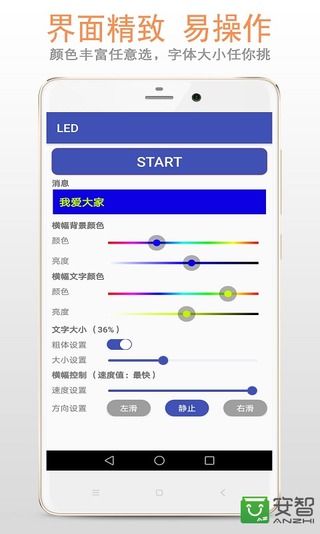 界面精致 易操作
颜色丰富任意选，字体大小任你挑
LED
START
消息
我爱大家
横幅背景颜色
颜色
亮度
横幅文字颜色
颜色
亮度
文字大小（36%）
粗体设置
大小设置
横幅控制（速度值：最快）
速度设置
方向设置 左滑 静止 右滑
安智
ANZHI